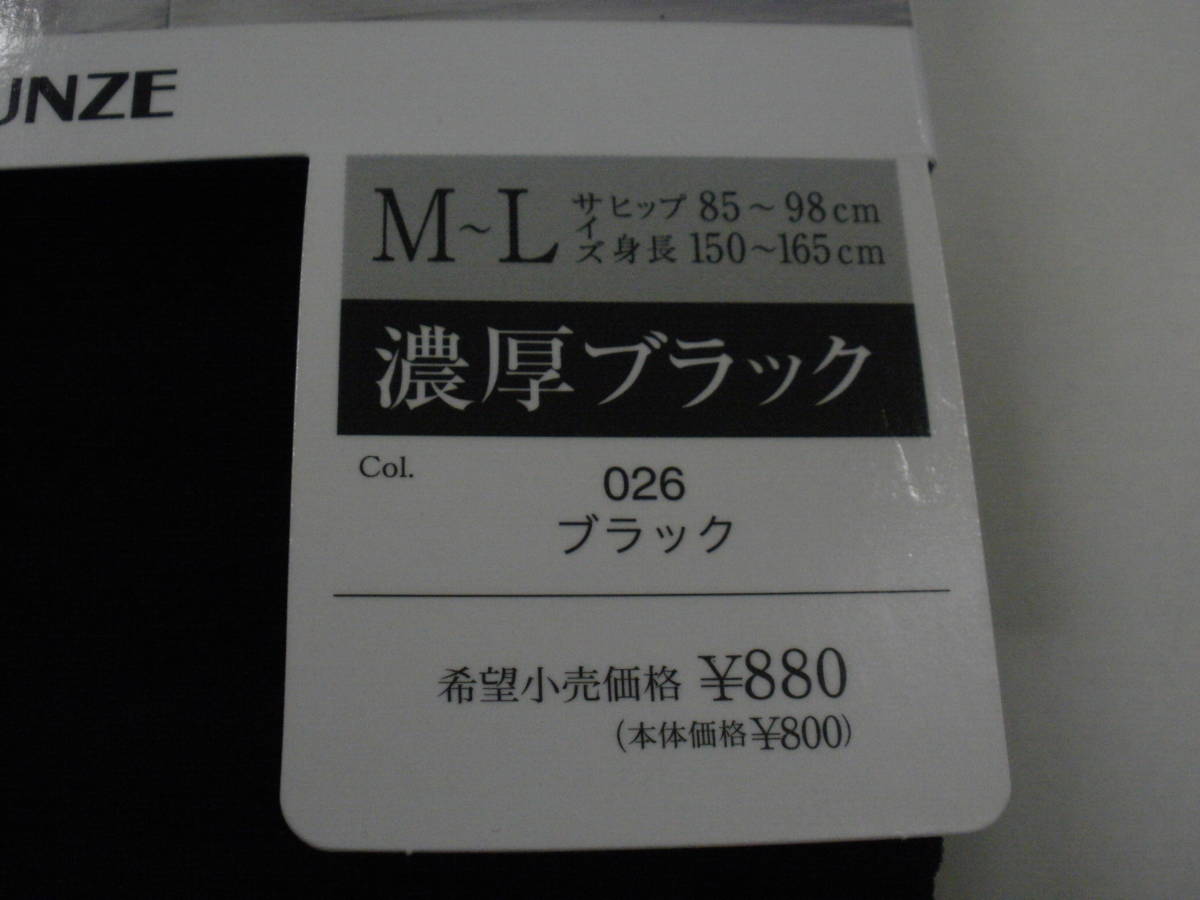 UNZE
M~L サイズ ヒップ 85~98cm
身長 150~165cm
濃厚ブラック
Col. 026
ブラック
希望小売価格 ¥880
(本体価格¥800)